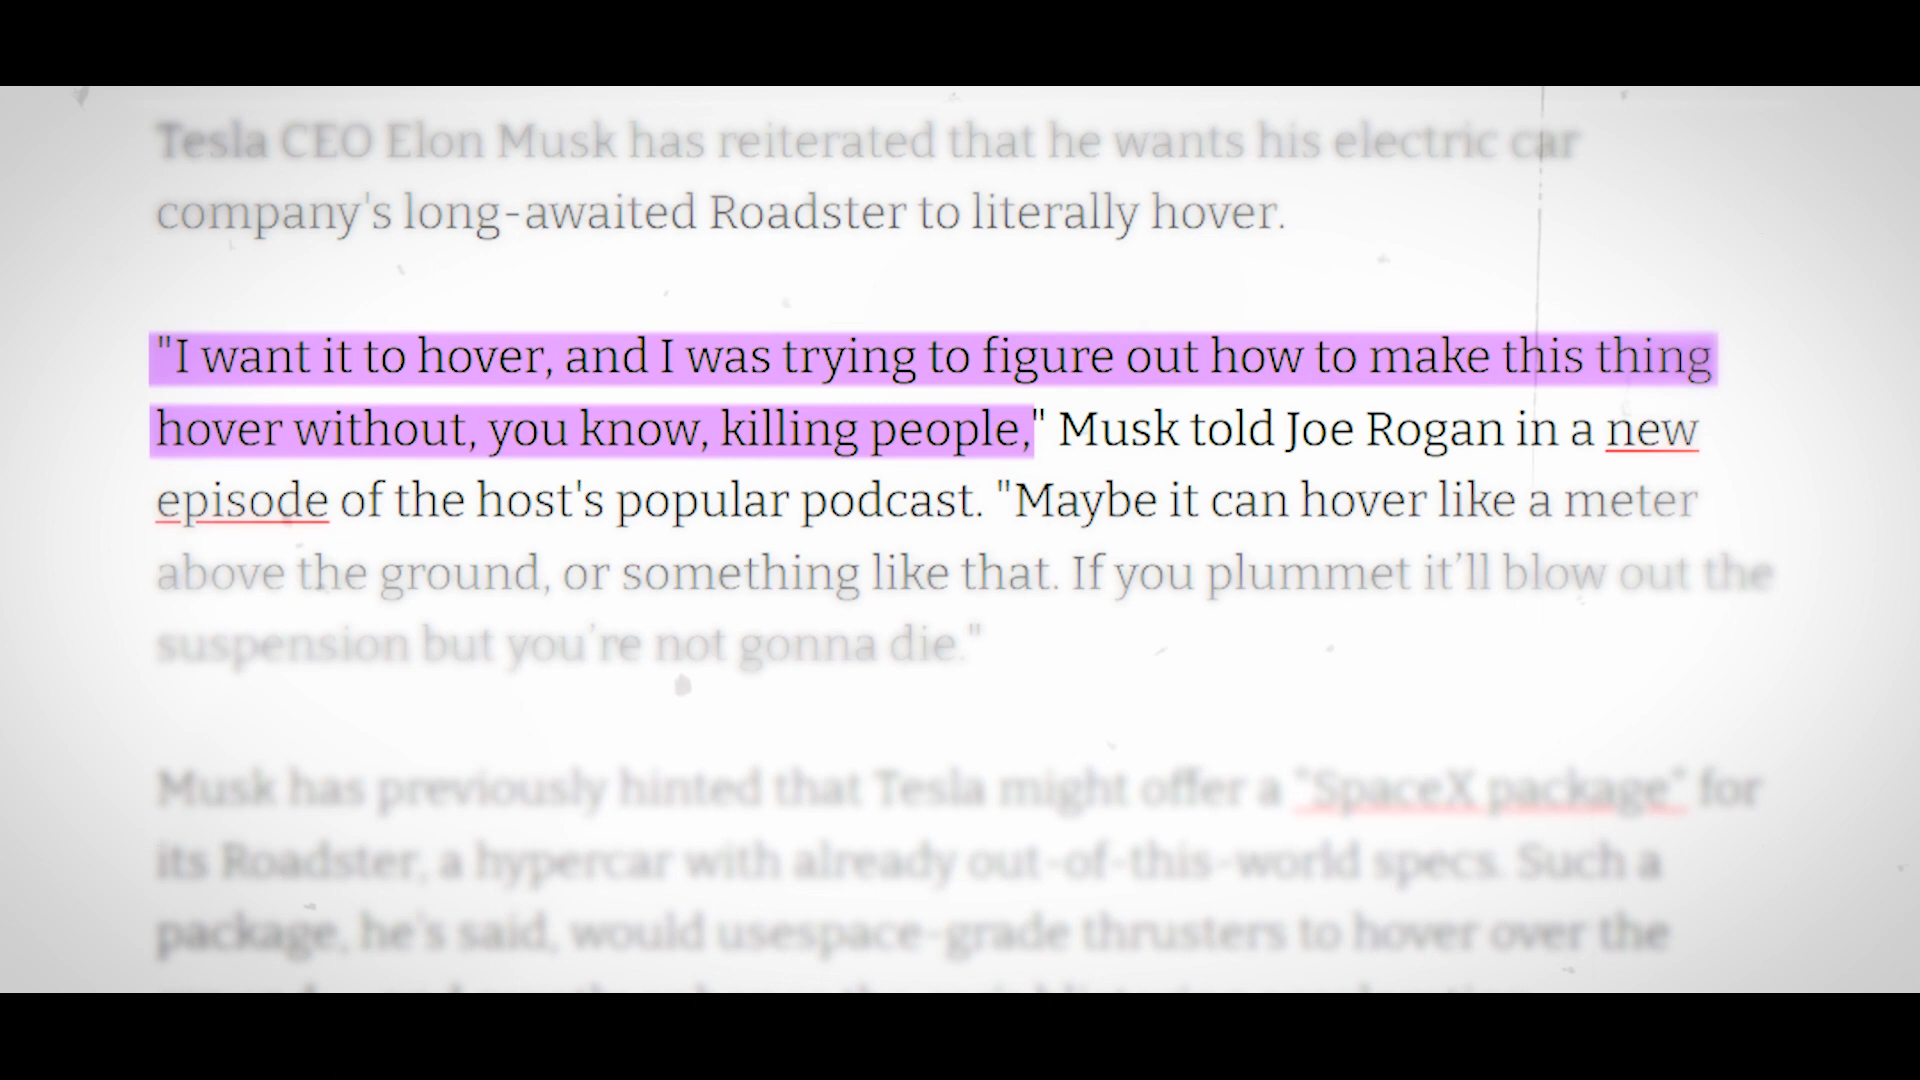 Tesla CEO Elon Musk has reiterated that he wants his electric car
company's long-awaited Roadster to literally hover.
"I want it to hover, and I was trying to figure out how to make this thing
hover without, you know, killing people," Musk told Joe Rogan in a new
episode of the host's popular podcast. "Maybe it can hover like a meter
above the ground, or something like that. If you plummet it’ll blow out the
suspension but you’re not gonna die."
Musk has previously hinted that Tesla might offer a "SpaceX package" for
its Roadster, a hypercar with already out-of-this-world specs. Such a
package, he's said, would usespace-grade thrusters to hover over the